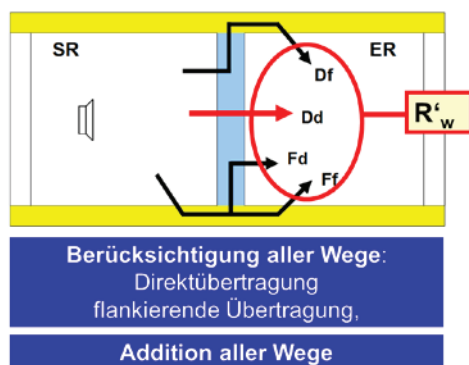 SR
ER
Df
Dd
R'w
Fd
Ff
Berücksichtigung aller Wege:
Direktübertragung
flankierende Übertragung,
Addition aller Wege